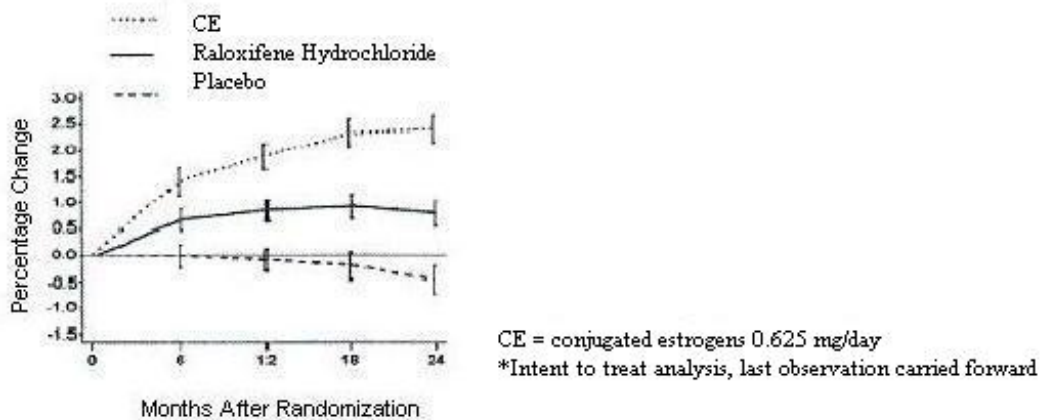 CE
Raloxifene Hydrochloride
Placebo
Percentage Change
3.0
2.5
2.0
1.5
1.0
0.5
0.0
-0.5
-1.0
-1.5
0 6 12 18 24
Months After Randomization
CE = conjugated estrogens 0.625 mg/day
*Intent to treat analysis, last observation carried forward